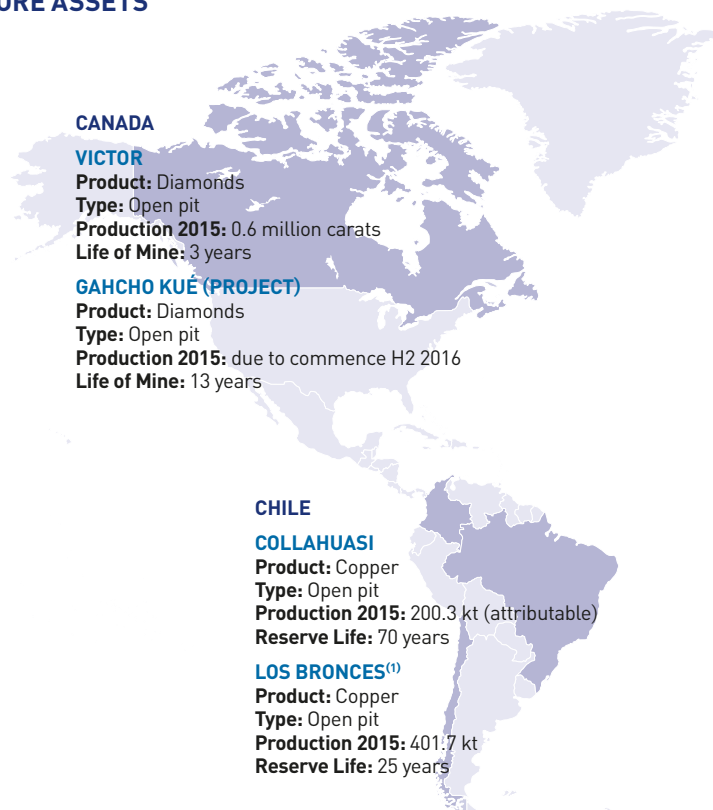 ASSETS
CANADA
VICTOR
Product: Diamonds
Type: Open pit
Production 2015: 0.6 million carats
Life of Mine: 3 years
GAHCHO KUÉ (PROJECT)
Product: Diamonds
Type: Open pit
Production 2015: due to commence H2 2016
Life of Mine: 13 years
CHILE
COLLAHUASI
Product: Copper
Type: Open pit
Production 2015: 200.3 kt (attributable)
Reserve Life: 70 years
LOS BRONCES(1)
Product: Copper
Type: Open pit
Production 2015: 401.7 kt
Reserve Life: 25 years